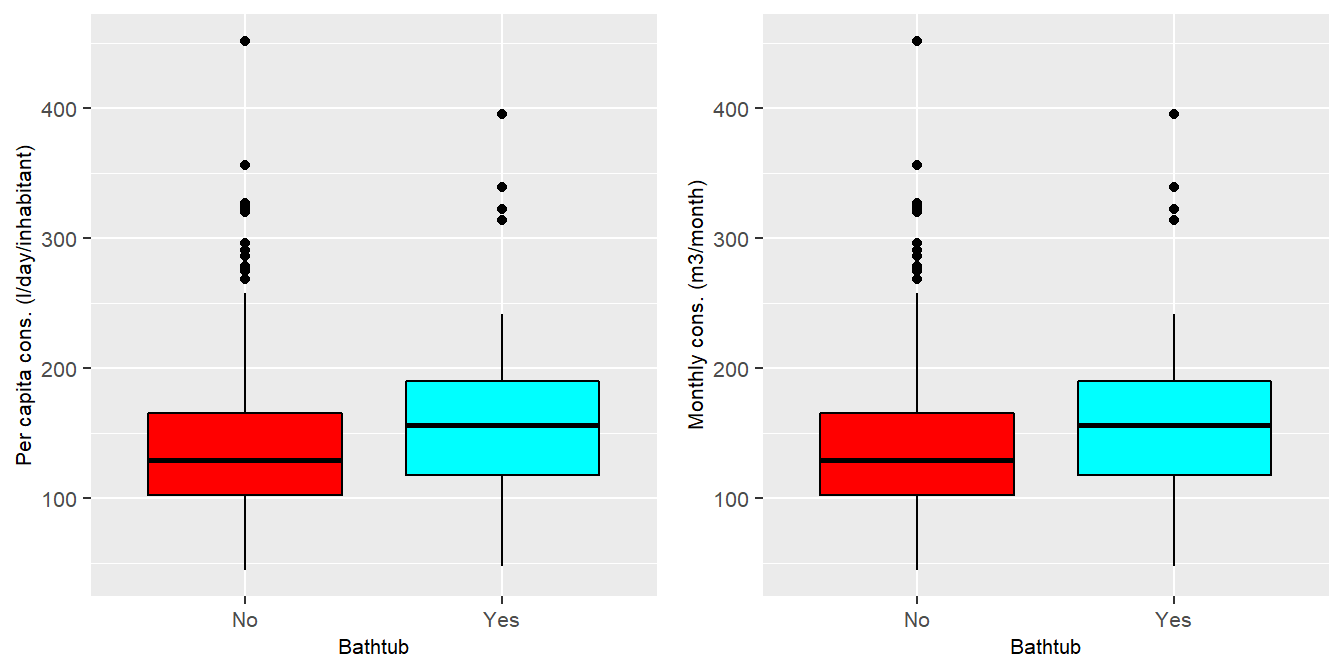 Per capita cons. (l/day/inhabitant)
400
300
200
100
No
Yes
Bathtub
Monthly cons. (m3/month)
400
300
200
100
No
Yes
Bathtub